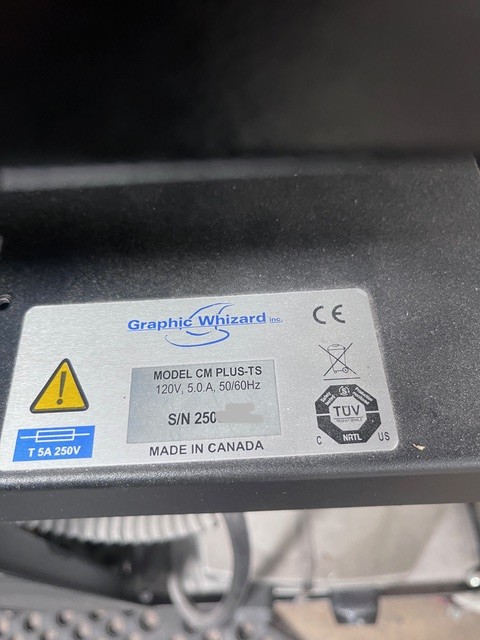 Graphic Whizard inc.
CE
MODEL CM PLUS-TS
120V, 5.0.A, 50/60Hz
S/N 250
MADE IN CANADA
T 5A 250V
TÜV
C NRTL US